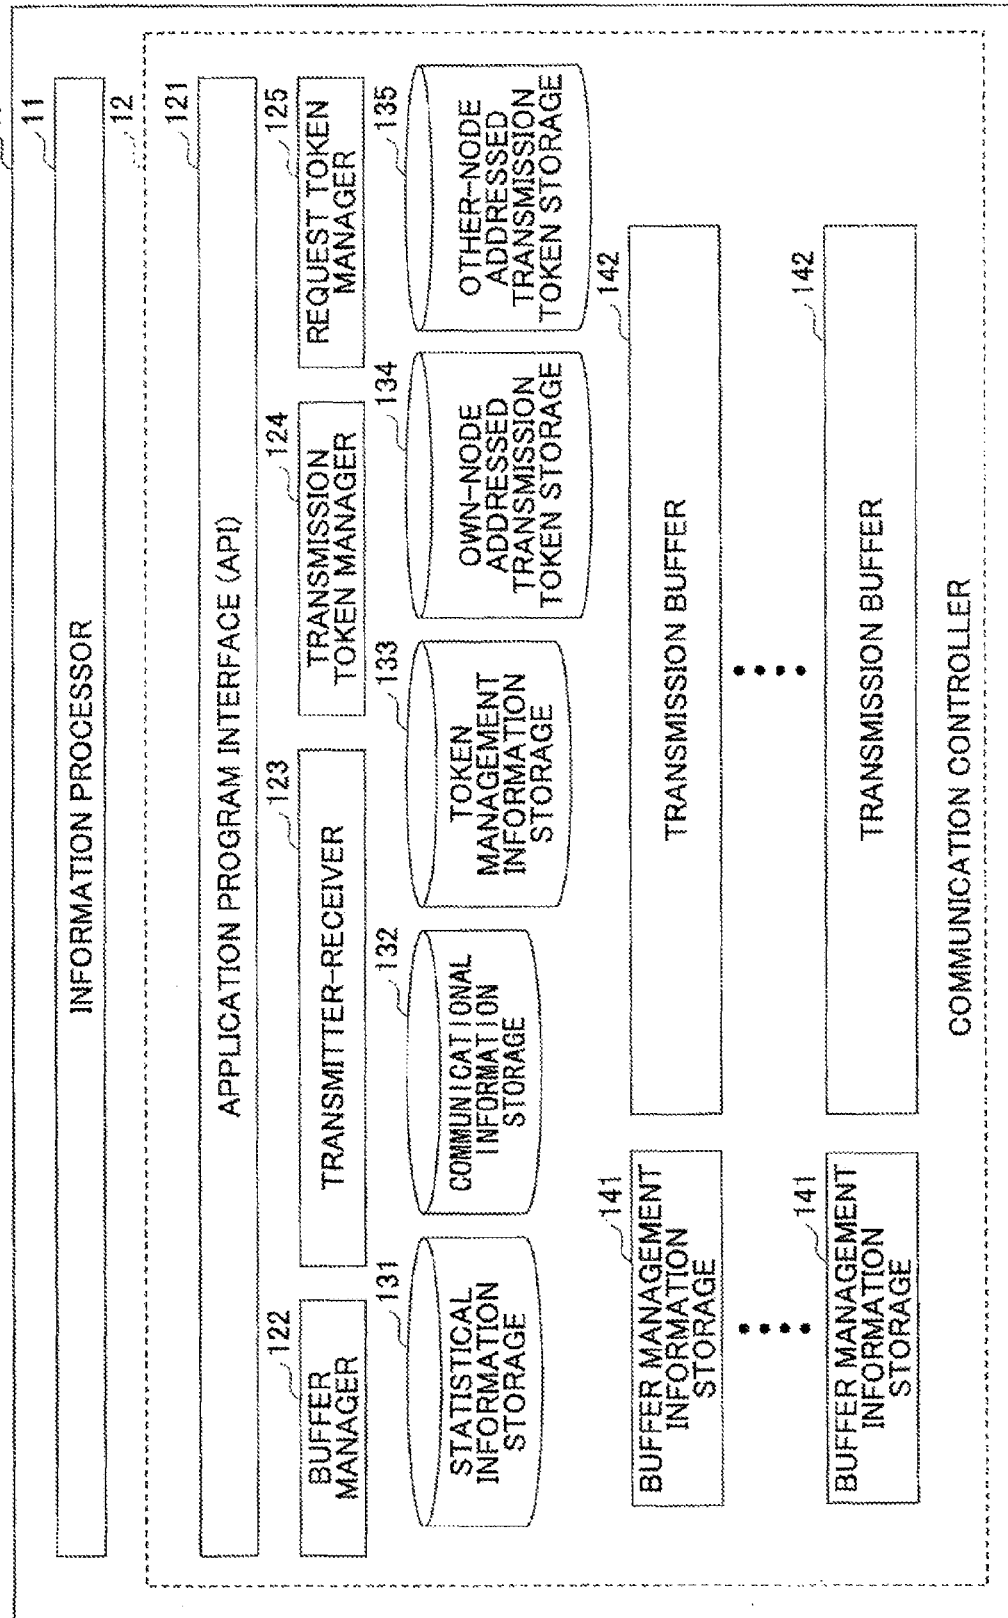 11
INFORMATION PROCESSOR
12
121
APPLICATION PROGRAM INTERFACE (API)
122
BUFFER
MANAGER
123
TRANSMITTER-RECEIVER
124
TRANSMISSION
TOKEN MANAGER
125
REQUEST TOKEN
MANAGER
131
STATISTICAL
INFORMATION
STORAGE
132
COMMUNICATIONAL
INFORMATION
STORAGE
133
TOKEN
MANAGEMENT
INFORMATION
STORAGE
134
OWN-NODE
ADDRESSED
TRANSMISSION
TOKEN STORAGE
135
OTHER-NODE
ADDRESSED
TRANSMISSION
TOKEN STORAGE
141
BUFFER MANAGEMENT
INFORMATION
STORAGE
142
TRANSMISSION BUFFER
141
BUFFER MANAGEMENT
INFORMATION
STORAGE
142
TRANSMISSION BUFFER
COMMUNICATION CONTROLLER